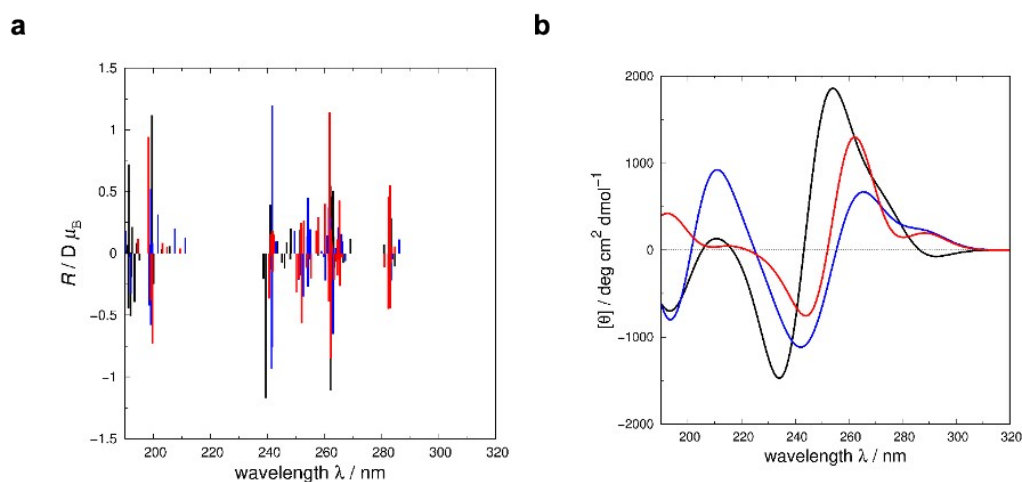 a
b
1.5
1
0.5
0
−0.5
−1
−1.5
R / D μB
200 220 240 260 280 300 320
wavelength λ / nm
2000
1000
0
−1000
−2000
[θ] / deg cm² dmol⁻¹
200 220 240 260 280 300 320
wavelength λ / nm